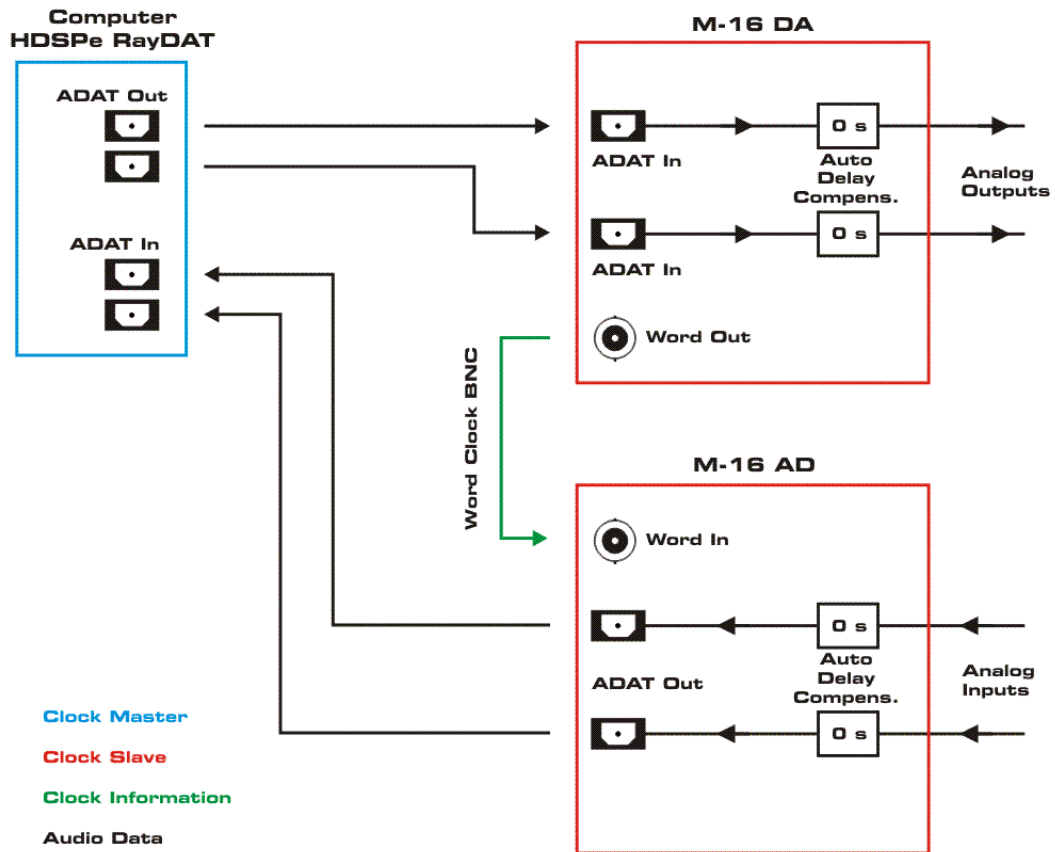 Computer
HDSPe RayDAT
ADAT Out
ADAT In
M-16 DA
ADAT In
0 s
Auto
Delay
Compens.
Analog
Outputs
ADAT In
0 s
Word Out
Word Clock BNC
M-16 AD
Word In
0 s
ADAT Out
Auto
Delay
Compens.
Analog
Inputs
0 s
Clock Master
Clock Slave
Clock Information
Audio Data